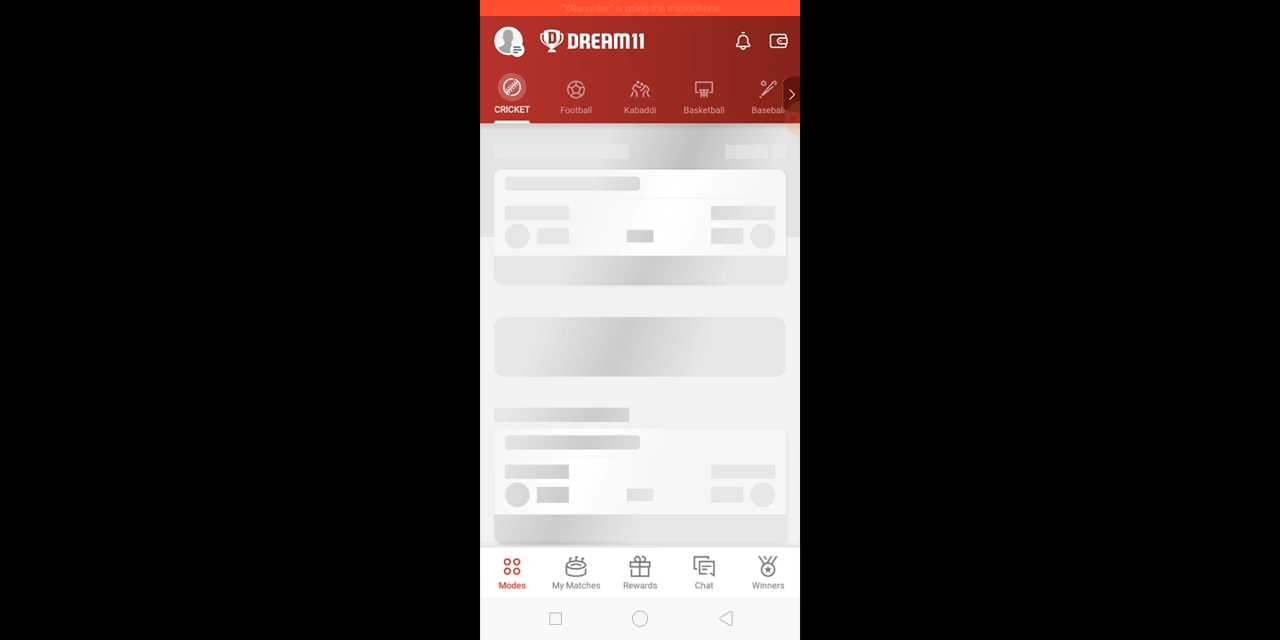 "XRecorder" is using the microphone
DREAM11
CRICKET
Football
Kabaddi
Basketball
Baseball
Modes
My Matches
Rewards
Chat
Winners